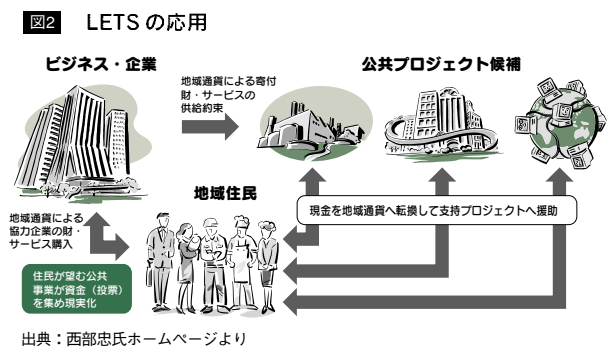 図2 LETSの応用
ビジネス・企業
地域通貨による寄付
財・サービスの
供給約束
公共プロジェクト候補
地域住民
現金を地域通貨へ転換して支持プロジェクトへ援助
地域通貨による
協力企業の財・
サービス購入
住民が望む公共
事業が資金（投票）
を集め現実化
出典：西部忠氏ホームページより